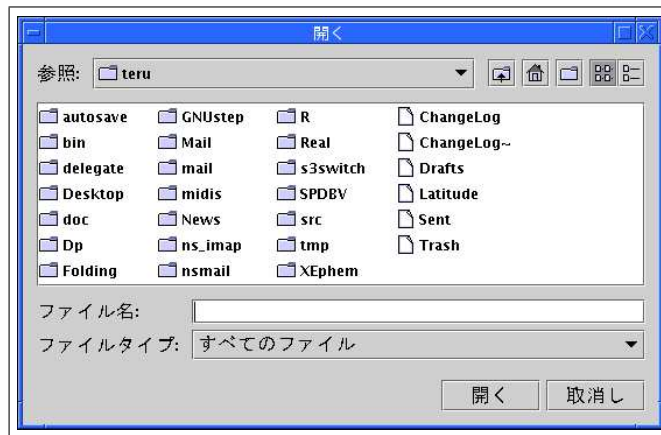 開く
参照: teru
autosave GNUstep R ChangeLog
bin Mail Real ChangeLog~
delegate mail s3switch Drafts
Desktop midis SPDBV Latitude
doc News src Sent
Dp ns_imap tmp Trash
Folding nsmail XEphem
ファイル名:
ファイルタイプ: すべてのファイル
開く 取消し